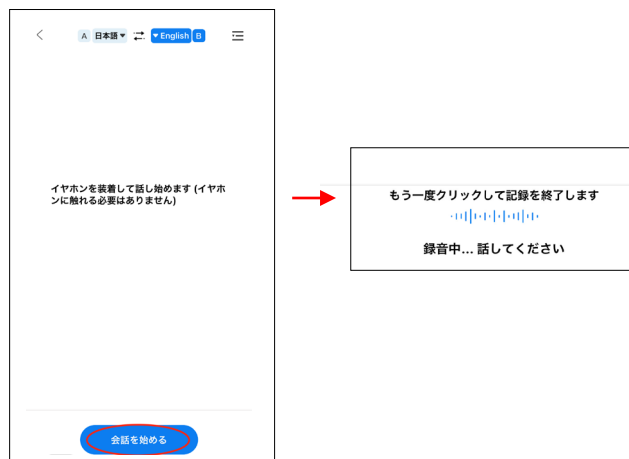 A 日本語▼ ⇄ ▼English B
イヤホンを装着して話し始めます (イヤホ
ンに触れる必要はありません)
会話を始める
もう一度クリックして記録を終了します
録音中... 話してください